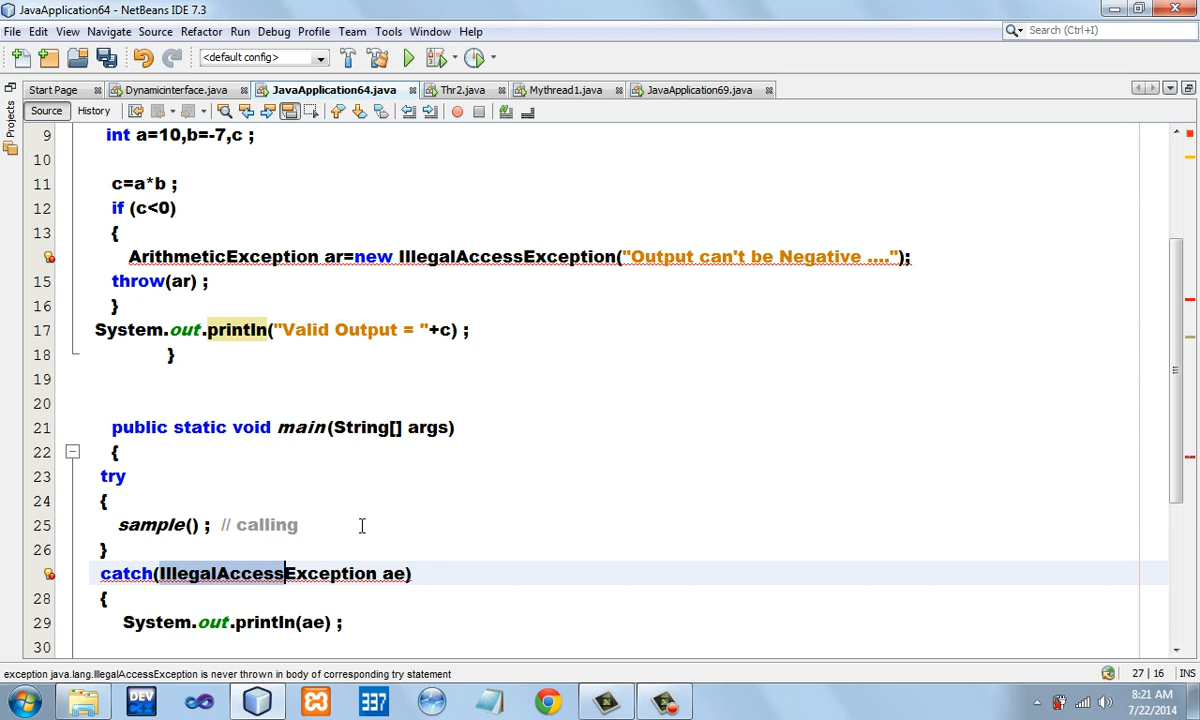 JavaApplication64 - NetBeans IDE 7.3
File Edit View Navigate Source Refactor Run Debug Profile Team Tools Window Help
Search (Ctrl+I)
<default config>
Start Page Dynamicinterface.java JavaApplication64.java Thr2.java Mythread1.java JavaApplication69.java
Projects
Source History
9 int a=10,b=-7,c ;
10
11 c=a*b ;
12 if (c<0)
13 {
ArithmeticException ar=new IllegalAccessException("Output can't be Negative ....");
15 throw(ar) ;
16 }
17 System.out.println("Valid Output = "+c) ;
18 }
19
20
21 public static void main(String[] args)
22 {
23 try
24 {
25 sample() ; // calling
26 }
catch(IllegalAccessException ae)
28 {
29 System.out.println(ae) ;
30
exception java.lang.IllegalAccessException is never thrown in body of corresponding try statement
27 | 16 INS
DEV
337
8:21 AM
7/22/2014